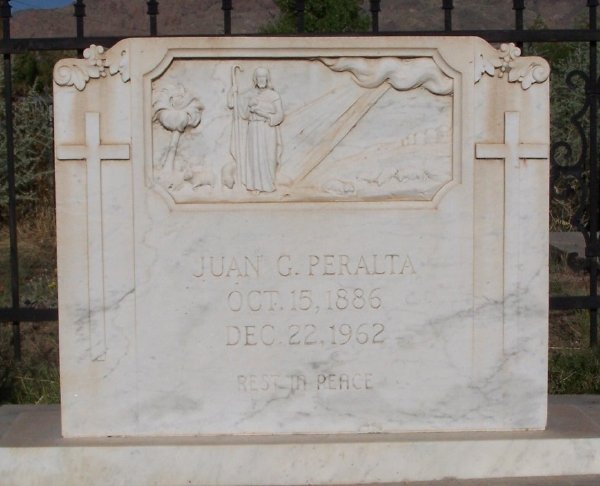 JUAN G. PERALTA
OCT. 15, 1886
DEC. 22, 1962
REST IN PEACE